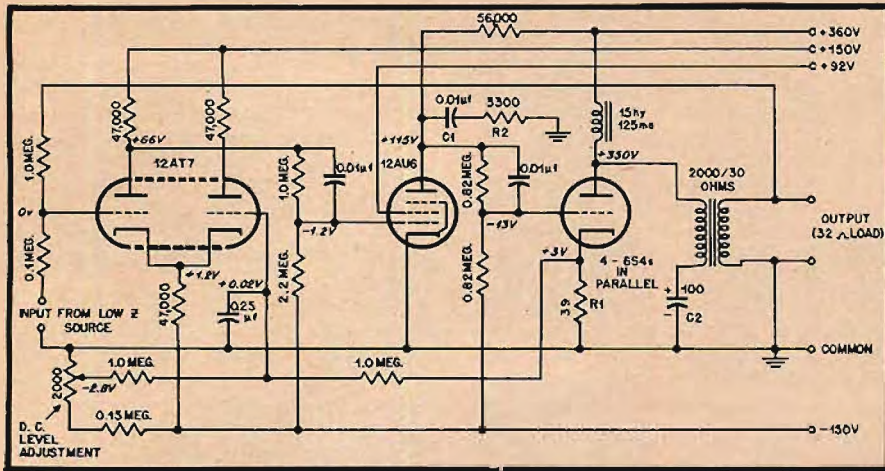 56,000
+360V
+150V
+92V
47,000
47,000
0.01µf
3300
C1
R2
15hy
125ma
+66V
+115V
1.0 MEG.
12AT7
1.0 MEG.
0.01µf
12AU6
0.82 MEG.
0.01µf
+350V
2000/30
OHMS
0V
-1.2V
-13V
OUTPUT
(32 Ω LOAD)
0.1 MEG.
+1.2V
+0.02V
+3V
4 - 6S4s
IN
PARALLEL
INPUT FROM LOW Z
SOURCE
47,000
0.25
µf
2.2 MEG.
0.82 MEG.
39
R1
+
100
-
C2
2000
1.0 MEG.
1.0 MEG.
COMMON
-2.8V
0.15 MEG.
-150V
D. C.
LEVEL
ADJUSTMENT